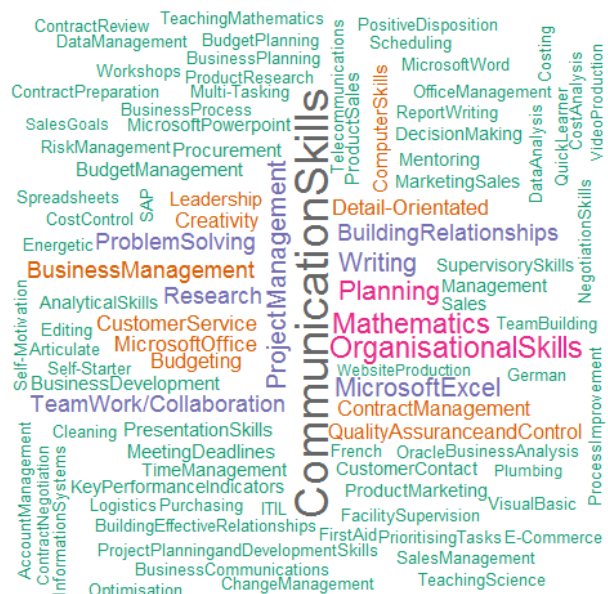 ContractReview
TeachingMathematics
DataManagement
BudgetPlanning
BusinessPlanning
Workshops
ProductResearch
ContractPreparation
Multi-Tasking
BusinessProcess
SalesGoals
MicrosoftPowerpoint
RiskManagement
Procurement
BudgetManagement
Spreadsheets
SAP
Leadership
CostControl
Creativity
Energetic
ProblemSolving
BusinessManagement
AnalyticalSkills
Research
Self-Motivation
Editing
CustomerService
Articulate
MicrosoftOffice
Self-Starter
Budgeting
BusinessDevelopment
TeamWork/Collaboration
Cleaning
PresentationSkills
MeetingDeadlines
TimeManagement
KeyPerformanceIndicators
Logistics
Purchasing
ITIL
BuildingEffectiveRelationships
ProjectPlanningandDevelopmentSkills
BusinessCommunications
Optimisation
ChangeManagement
AccountManagement
ContractNegotiation
InformationSystems
ProjectManagement
CommunicationSkills
Telecommunications
ProductSales
ComputerSkills
PositiveDisposition
Scheduling
MicrosoftWord
OfficeManagement
ReportWriting
DecisionMaking
Mentoring
MarketingSales
DataAnalysis
Costing
QuickLearner
CostAnalysis
VideoProduction
Detail-Orientated
BuildingRelationships
NegotiationSkills
Writing
SupervisorySkills
Planning
Management
Sales
Mathematics
TeamBuilding
OrganisationalSkills
WebsiteProduction
German
MicrosoftExcel
ContractManagement
QualityAssuranceandControl
ProcessImprovement
French
Oracle
BusinessAnalysis
CustomerContact
Plumbing
ProductMarketing
VisualBasic
FacilitySupervision
FirstAid
PrioritisingTasks
E-Commerce
SalesManagement
TeachingScience